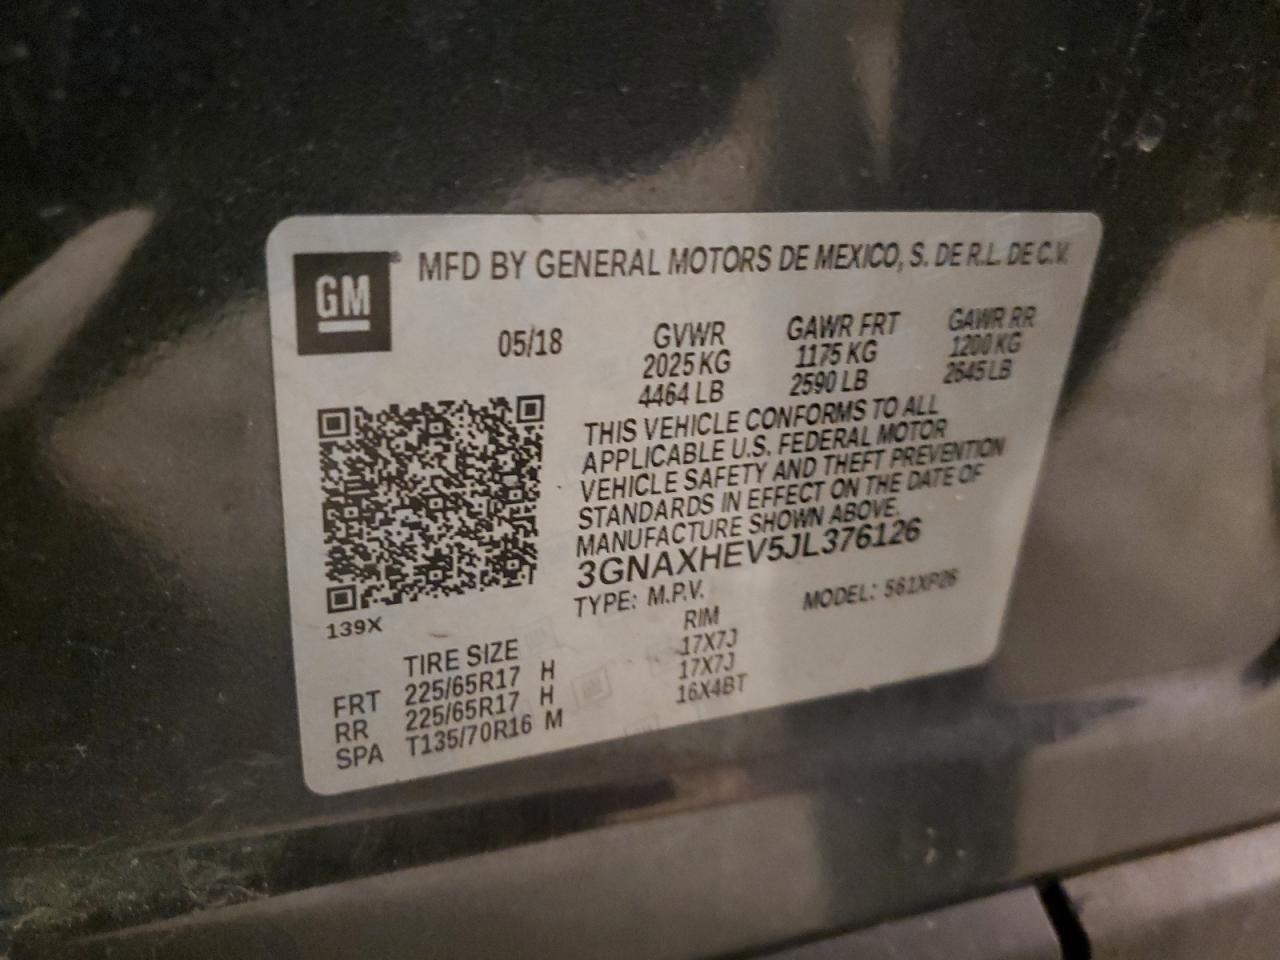 GM
MFD BY GENERAL MOTORS DE MEXICO, S. DE R.L. DE C.V.
05/18
GVWR GAWR FRT GAWR RR
2025 KG 1175 KG 1200 KG
4464 LB 2590 LB 2645 LB
THIS VEHICLE CONFORMS TO ALL
APPLICABLE U.S. FEDERAL MOTOR
VEHICLE SAFETY AND THEFT PREVENTION
STANDARDS IN EFFECT ON THE DATE OF
MANUFACTURE SHOWN ABOVE.
3GNAXHEV5JL376126
TYPE: M.P.V. MODEL: 561XP26
139X
TIRE SIZE RIM
FRT 225/65R17 H 17X7J
RR 225/65R17 H 17X7J
SPA T135/70R16 M 16X4BT